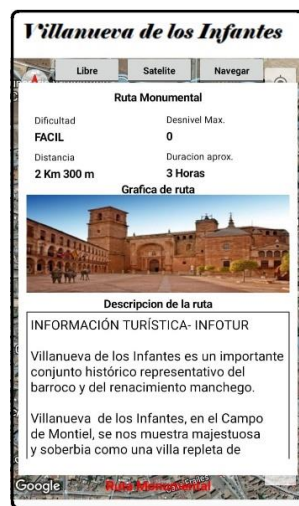 Villanueva de los Infantes
Libre Satelite Navegar
Ruta Monumental
Dificultad Desnivel Max.
FACIL 0
Distancia Duracion aprox.
2 Km 300 m 3 Horas
Grafica de ruta
Descripcion de la ruta
INFORMACIÓN TURÍSTICA- INFOTUR
Villanueva de los Infantes es un importante
conjunto histórico representativo del
barroco y del renacimiento manchego.
Villanueva de los Infantes, en el Campo
de Montiel, se nos muestra majestuosa
y soberbia como una villa repleta de
Google Ruta Monumental